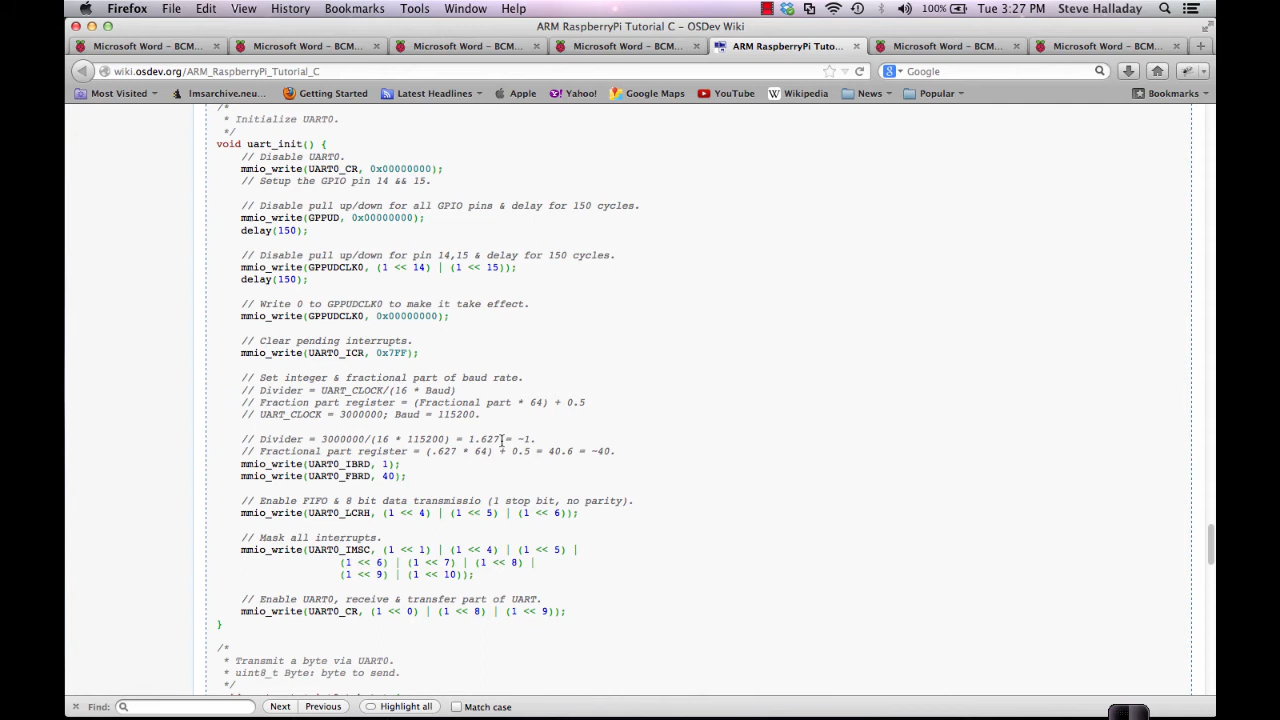 Firefox File Edit View History Bookmarks Tools Window Help 100% Tue 3:27 PM Steve Halladay
ARM RaspberryPi Tutorial C – OSDev Wiki
Microsoft Word – BCM... Microsoft Word – BCM... Microsoft Word – BCM... Microsoft Word – BCM... ARM RaspberryPi Tuto... Microsoft Word – BCM... Microsoft Word – BCM...
wiki.osdev.org/ARM_RaspberryPi_Tutorial_C Google
Most Visited lmsarchive.neu... Getting Started Latest Headlines Apple Yahoo! Google Maps YouTube Wikipedia News Popular Bookmarks
/*
* Initialize UART0.
*/
void uart_init() {
// Disable UART0.
mmio_write(UART0_CR, 0x00000000);
// Setup the GPIO pin 14 && 15.
// Disable pull up/down for all GPIO pins & delay for 150 cycles.
mmio_write(GPPUD, 0x00000000);
delay(150);
// Disable pull up/down for pin 14,15 & delay for 150 cycles.
mmio_write(GPPUDCLK0, (1 << 14) | (1 << 15));
delay(150);
// Write 0 to GPPUDCLK0 to make it take effect.
mmio_write(GPPUDCLK0, 0x00000000);
// Clear pending interrupts.
mmio_write(UART0_ICR, 0x7FF);
// Set integer & fractional part of baud rate.
// Divider = UART_CLOCK/(16 * Baud)
// Fraction part register = (Fractional part * 64) + 0.5
// UART_CLOCK = 3000000; Baud = 115200.
// Divider = 3000000/(16 * 115200) = 1.627 = ~1.
// Fractional part register = (.627 * 64) + 0.5 = 40.6 = ~40.
mmio_write(UART0_IBRD, 1);
mmio_write(UART0_FBRD, 40);
// Enable FIFO & 8 bit data transmissio (1 stop bit, no parity).
mmio_write(UART0_LCRH, (1 << 4) | (1 << 5) | (1 << 6));
// Mask all interrupts.
mmio_write(UART0_IMSC, (1 << 1) | (1 << 4) | (1 << 5) |
(1 << 6) | (1 << 7) | (1 << 8) |
(1 << 9) | (1 << 10));
// Enable UART0, receive & transfer part of UART.
mmio_write(UART0_CR, (1 << 0) | (1 << 8) | (1 << 9));
}
/*
* Transmit a byte via UART0.
* uint8_t Byte: byte to send.
*/
Find: Next Previous Highlight all Match case